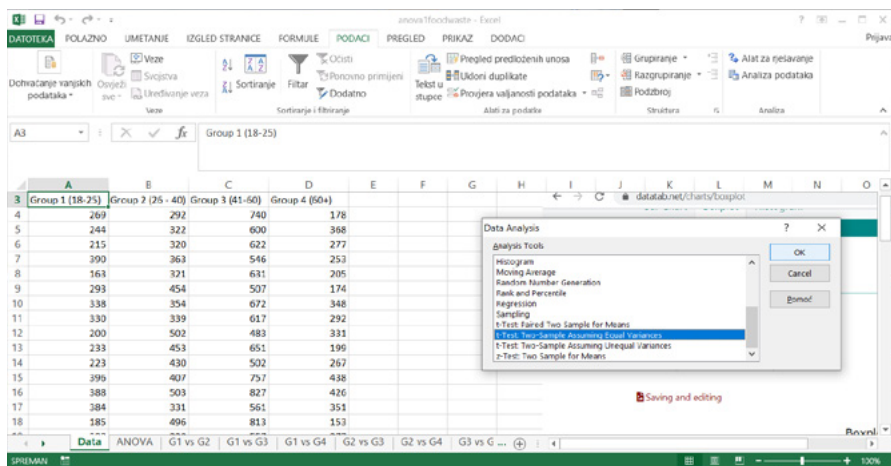 anova1foodwaste - Excel
DATOTEKA POLAZNO UMETANJE IZGLED STRANICE FORMULE PODACI PREGLED PRIKAZ DODACI Prijava
Dohvaćanje vanjskih podataka
Osvježi sve
Veze
Svojstva
Uređivanje veza
Veze
Sortiranje
Filtar
Očisti
Ponovno primijeni
Dodatno
Sortiranje i filtriranje
Tekst u stupce
Pregled predloženih unosa
Ukloni duplikate
Provjera valjanosti podataka
Alati za podatke
Grupiranje
Razgrupiranje
Podzbroj
Struktura
Alat za rješavanje
Analiza podataka
Analiza
A3 fx Group 1 (18-25)
A B C D E F G H I J K L M N O
3 Group 1 (18-25) Group 2 (26 - 40) Group 3 (41-60) Group 4 (60+)
4 269 292 740 178
5 244 322 600 368
6 215 320 622 277
7 390 363 546 253
8 163 321 631 205
9 293 454 507 174
10 338 354 672 348
11 330 339 617 292
12 200 502 483 331
13 233 453 651 199
14 223 430 502 267
15 396 407 757 438
16 388 503 827 426
17 384 331 561 351
18 185 496 813 153
datatab.net/charts/boxplot
Data Analysis ? ×
Analysis Tools
Histogram
Moving Average
Random Number Generation
Rank and Percentile
Regression
Sampling
t-Test: Paired Two Sample for Means
t-Test: Two-Sample Assuming Equal Variances
t-Test: Two-Sample Assuming Unequal Variances
z-Test: Two Sample for Means
OK
Cancel
Pomoć
Saving and editing
Boxpl
Data ANOVA G1 vs G2 G1 vs G3 G1 vs G4 G2 vs G3 G2 vs G4 G3 vs G ...
SPREMAN 100%